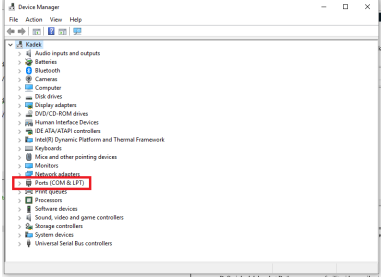 Device Manager
File Action View Help
Kadek
Audio inputs and outputs
Batteries
Bluetooth
Cameras
Computer
Disk drives
Display adapters
DVD/CD-ROM drives
Human Interface Devices
IDE ATA/ATAPI controllers
Intel(R) Dynamic Platform and Thermal Framework
Keyboards
Mice and other pointing devices
Monitors
Network adapters
Ports (COM & LPT)
Print queues
Processors
Software devices
Sound, video and game controllers
Storage controllers
System devices
Universal Serial Bus controllers